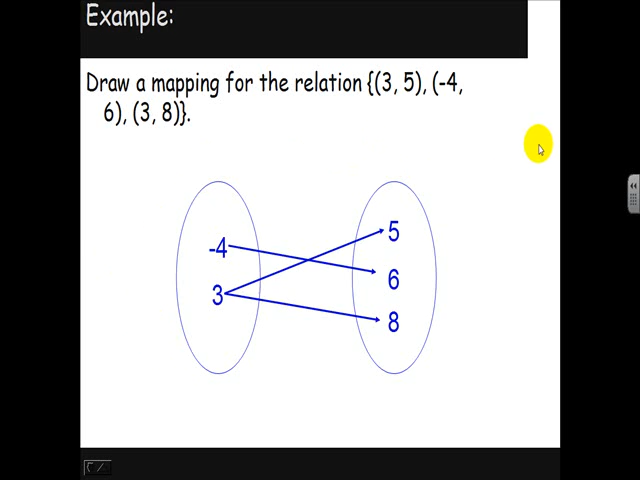 Example:
Draw a mapping for the relation {(3, 5), (-4,
6), (3, 8)}.
5
-4
6
3
8